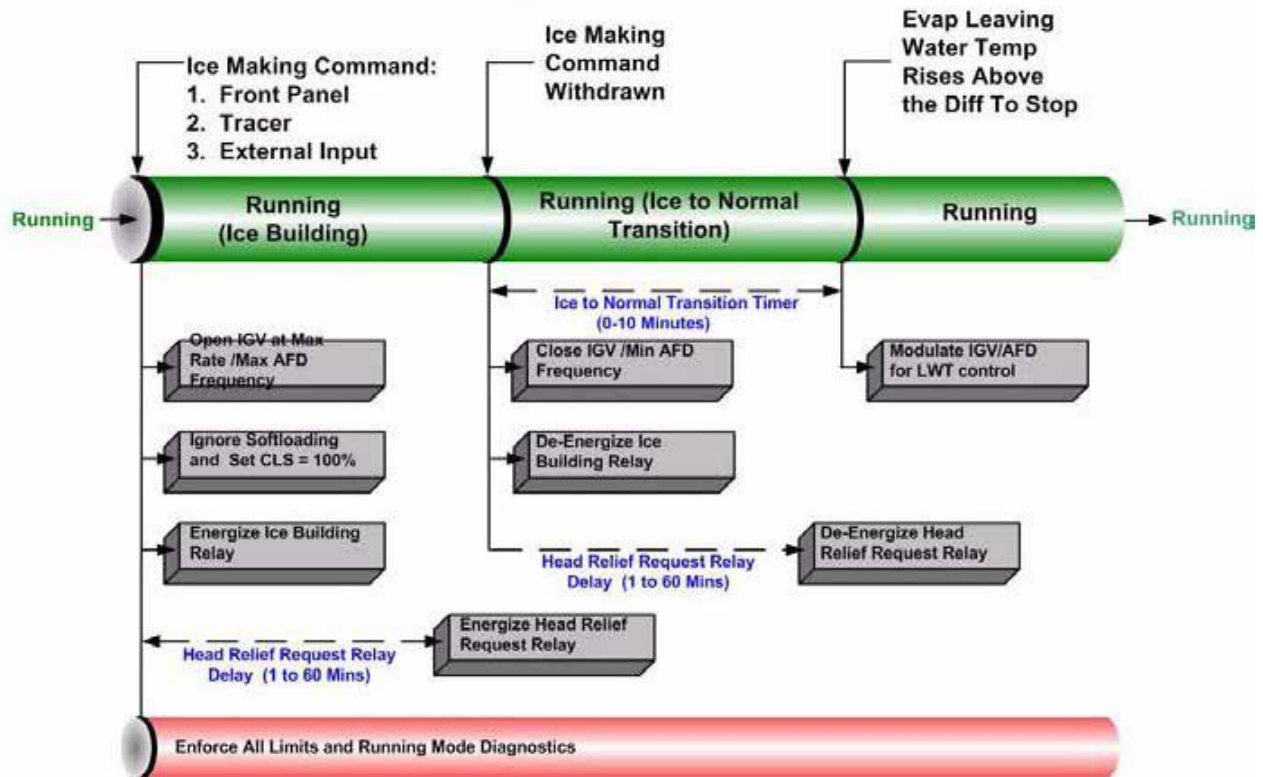 Ice Making Command:
1. Front Panel
2. Tracer
3. External Input
Ice Making
Command
Withdrawn
Evap Leaving
Water Temp
Rises Above
the Diff To Stop
Running
Running
(Ice Building)
Running (Ice to Normal
Transition)
Running
Running
Ice to Normal Transition Timer
(0-10 Minutes)
Open IGV at Max
Rate /Max AFD
Frequency
Close IGV /Min AFD
Frequency
Modulate IGV/AFD
for LWT control
Ignore Softloading
and Set CLS = 100%
De-Energize Ice
Building Relay
Energize Ice Building
Relay
Head Relief Request Relay
Delay (1 to 60 Mins)
De-Energize Head
Relief Request Relay
Head Relief Request Relay
Delay (1 to 60 Mins)
Energize Head Relief
Request Relay
Enforce All Limits and Running Mode Diagnostics